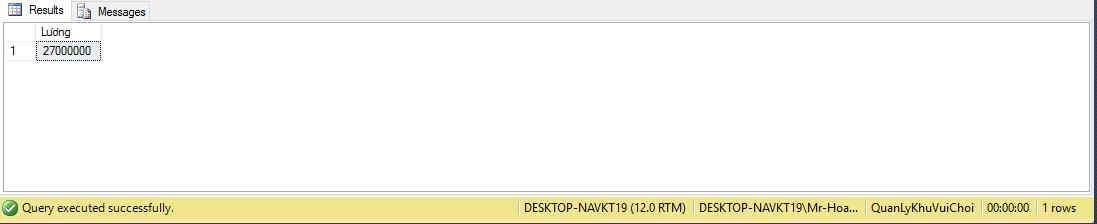 Results Messages
Lương
1 27000000
Query executed successfully. DESKTOP-NAVKT19 (12.0 RTM) DESKTOP-NAVKT19\Mr-Hoa... QuanLyKhuVuiChoi 00:00:00 1 rows